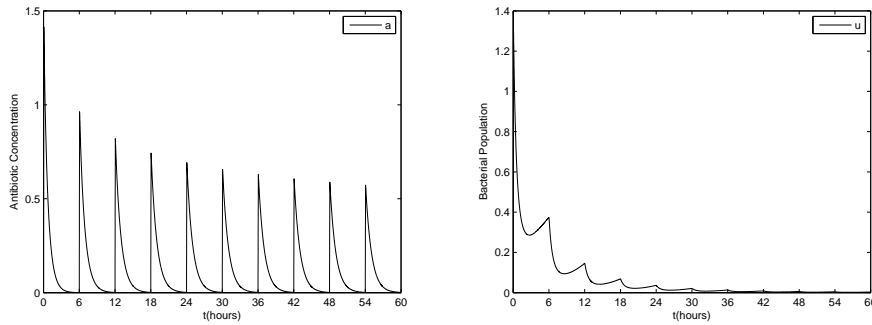 1.5
a
1
0.5
0
Antibiotic Concentration
0 6 12 18 24 30 36 42 48 54 60
t(hours)
1.4
u
1.2
1
0.8
0.6
0.4
0.2
0
Bacterial Population
0 6 12 18 24 30 36 42 48 54 60
t(hours)